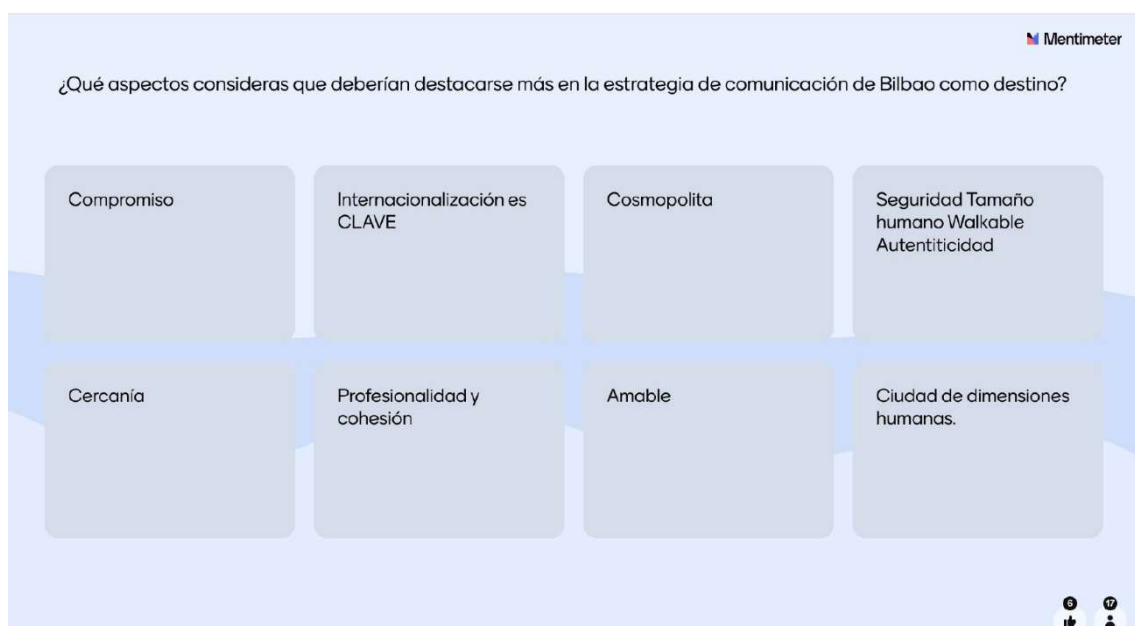 Mentimeter
¿Qué aspectos consideras que deberían destacarse más en la estrategia de comunicación de Bilbao como destino?
Compromiso
Internacionalización es
CLAVE
Cosmopolita
Seguridad Tamaño
humano Walkable
Autentiticidad
Cercanía
Profesionalidad y
cohesión
Amable
Ciudad de dimensiones
humanas.
6
17